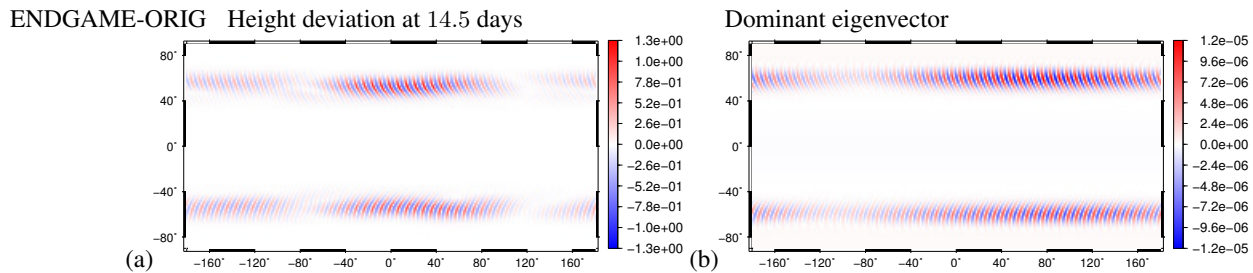 ENDGAME-ORIG Height deviation at 14.5 days
Dominant eigenvector
80˚
40˚
0˚
−40˚
−80˚
−160˚ −120˚ −80˚ −40˚ 0˚ 40˚ 80˚ 120˚ 160˚
(a)
1.3e+00
1.0e+00
7.8e−01
5.2e−01
2.6e−01
0.0e+00
−2.6e−01
−5.2e−01
−7.8e−01
−1.0e+00
−1.3e+00
80˚
40˚
0˚
−40˚
−80˚
−160˚ −120˚ −80˚ −40˚ 0˚ 40˚ 80˚ 120˚ 160˚
(b)
1.2e−05
9.6e−06
7.2e−06
4.8e−06
2.4e−06
0.0e+00
−2.4e−06
−4.8e−06
−7.2e−06
−9.6e−06
−1.2e−05